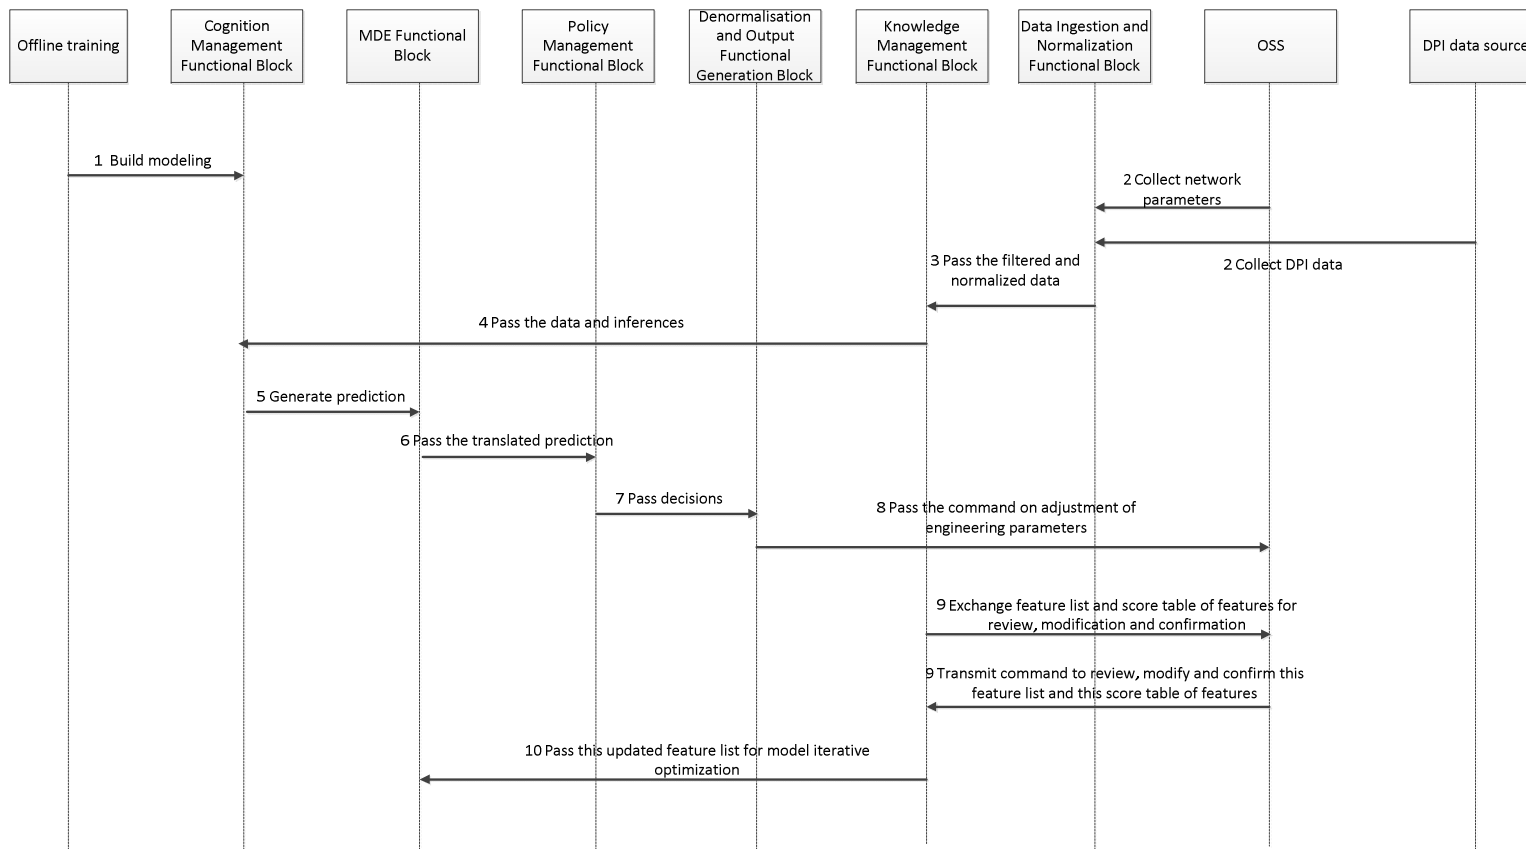 Offline training
Cognition
Management
Functional Block
MDE Functional
Block
Policy
Management
Functional Block
Denormalisation
and Output
Functional
Generation Block
Knowledge
Management
Functional Block
Data Ingestion and
Normalization
Functional Block
OSS
DPI data source
1 Build modeling
2 Collect network
parameters
2 Collect DPI data
3 Pass the filtered and
normalized data
4 Pass the data and inferences
5 Generate prediction
6 Pass the translated prediction
7 Pass decisions
8 Pass the command on adjustment of
engineering parameters
9 Exchange feature list and score table of features for
review, modification and confirmation
9 Transmit command to review, modify and confirm this
feature list and this score table of features
10 Pass this updated feature list for model iterative
optimization